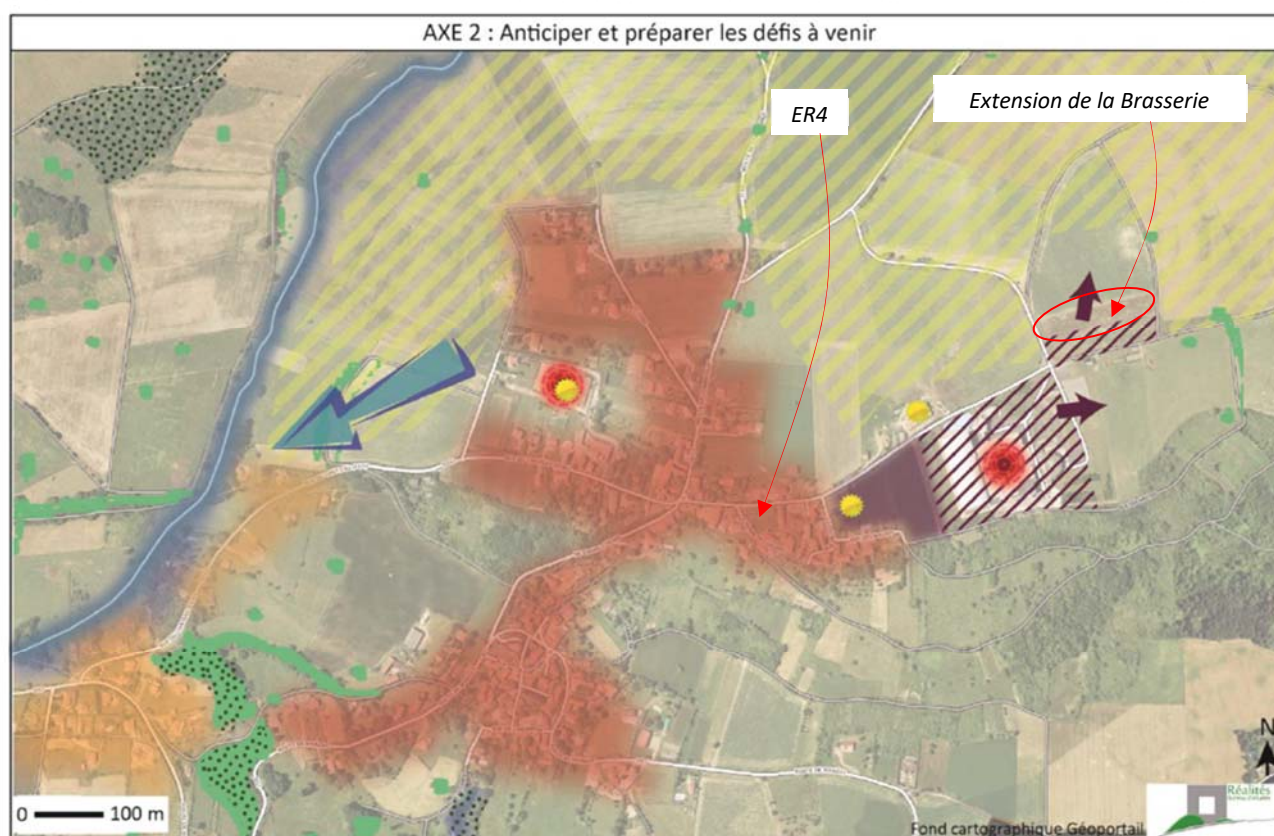 AXE 2 : Anticiper et préparer les défis à venir
ER4
Extension de la Brasserie
N
0 100 m
Réalités
Fond cartographique Géoportail